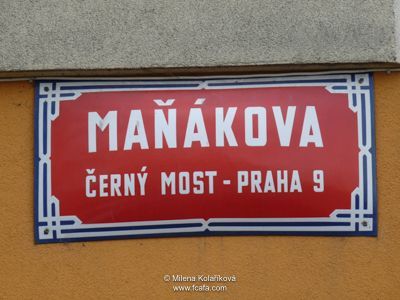 MAŇÁKOVA
ČERNÝ MOST - PRAHA 9
© Milena Kolaříková
www.fcafa.com